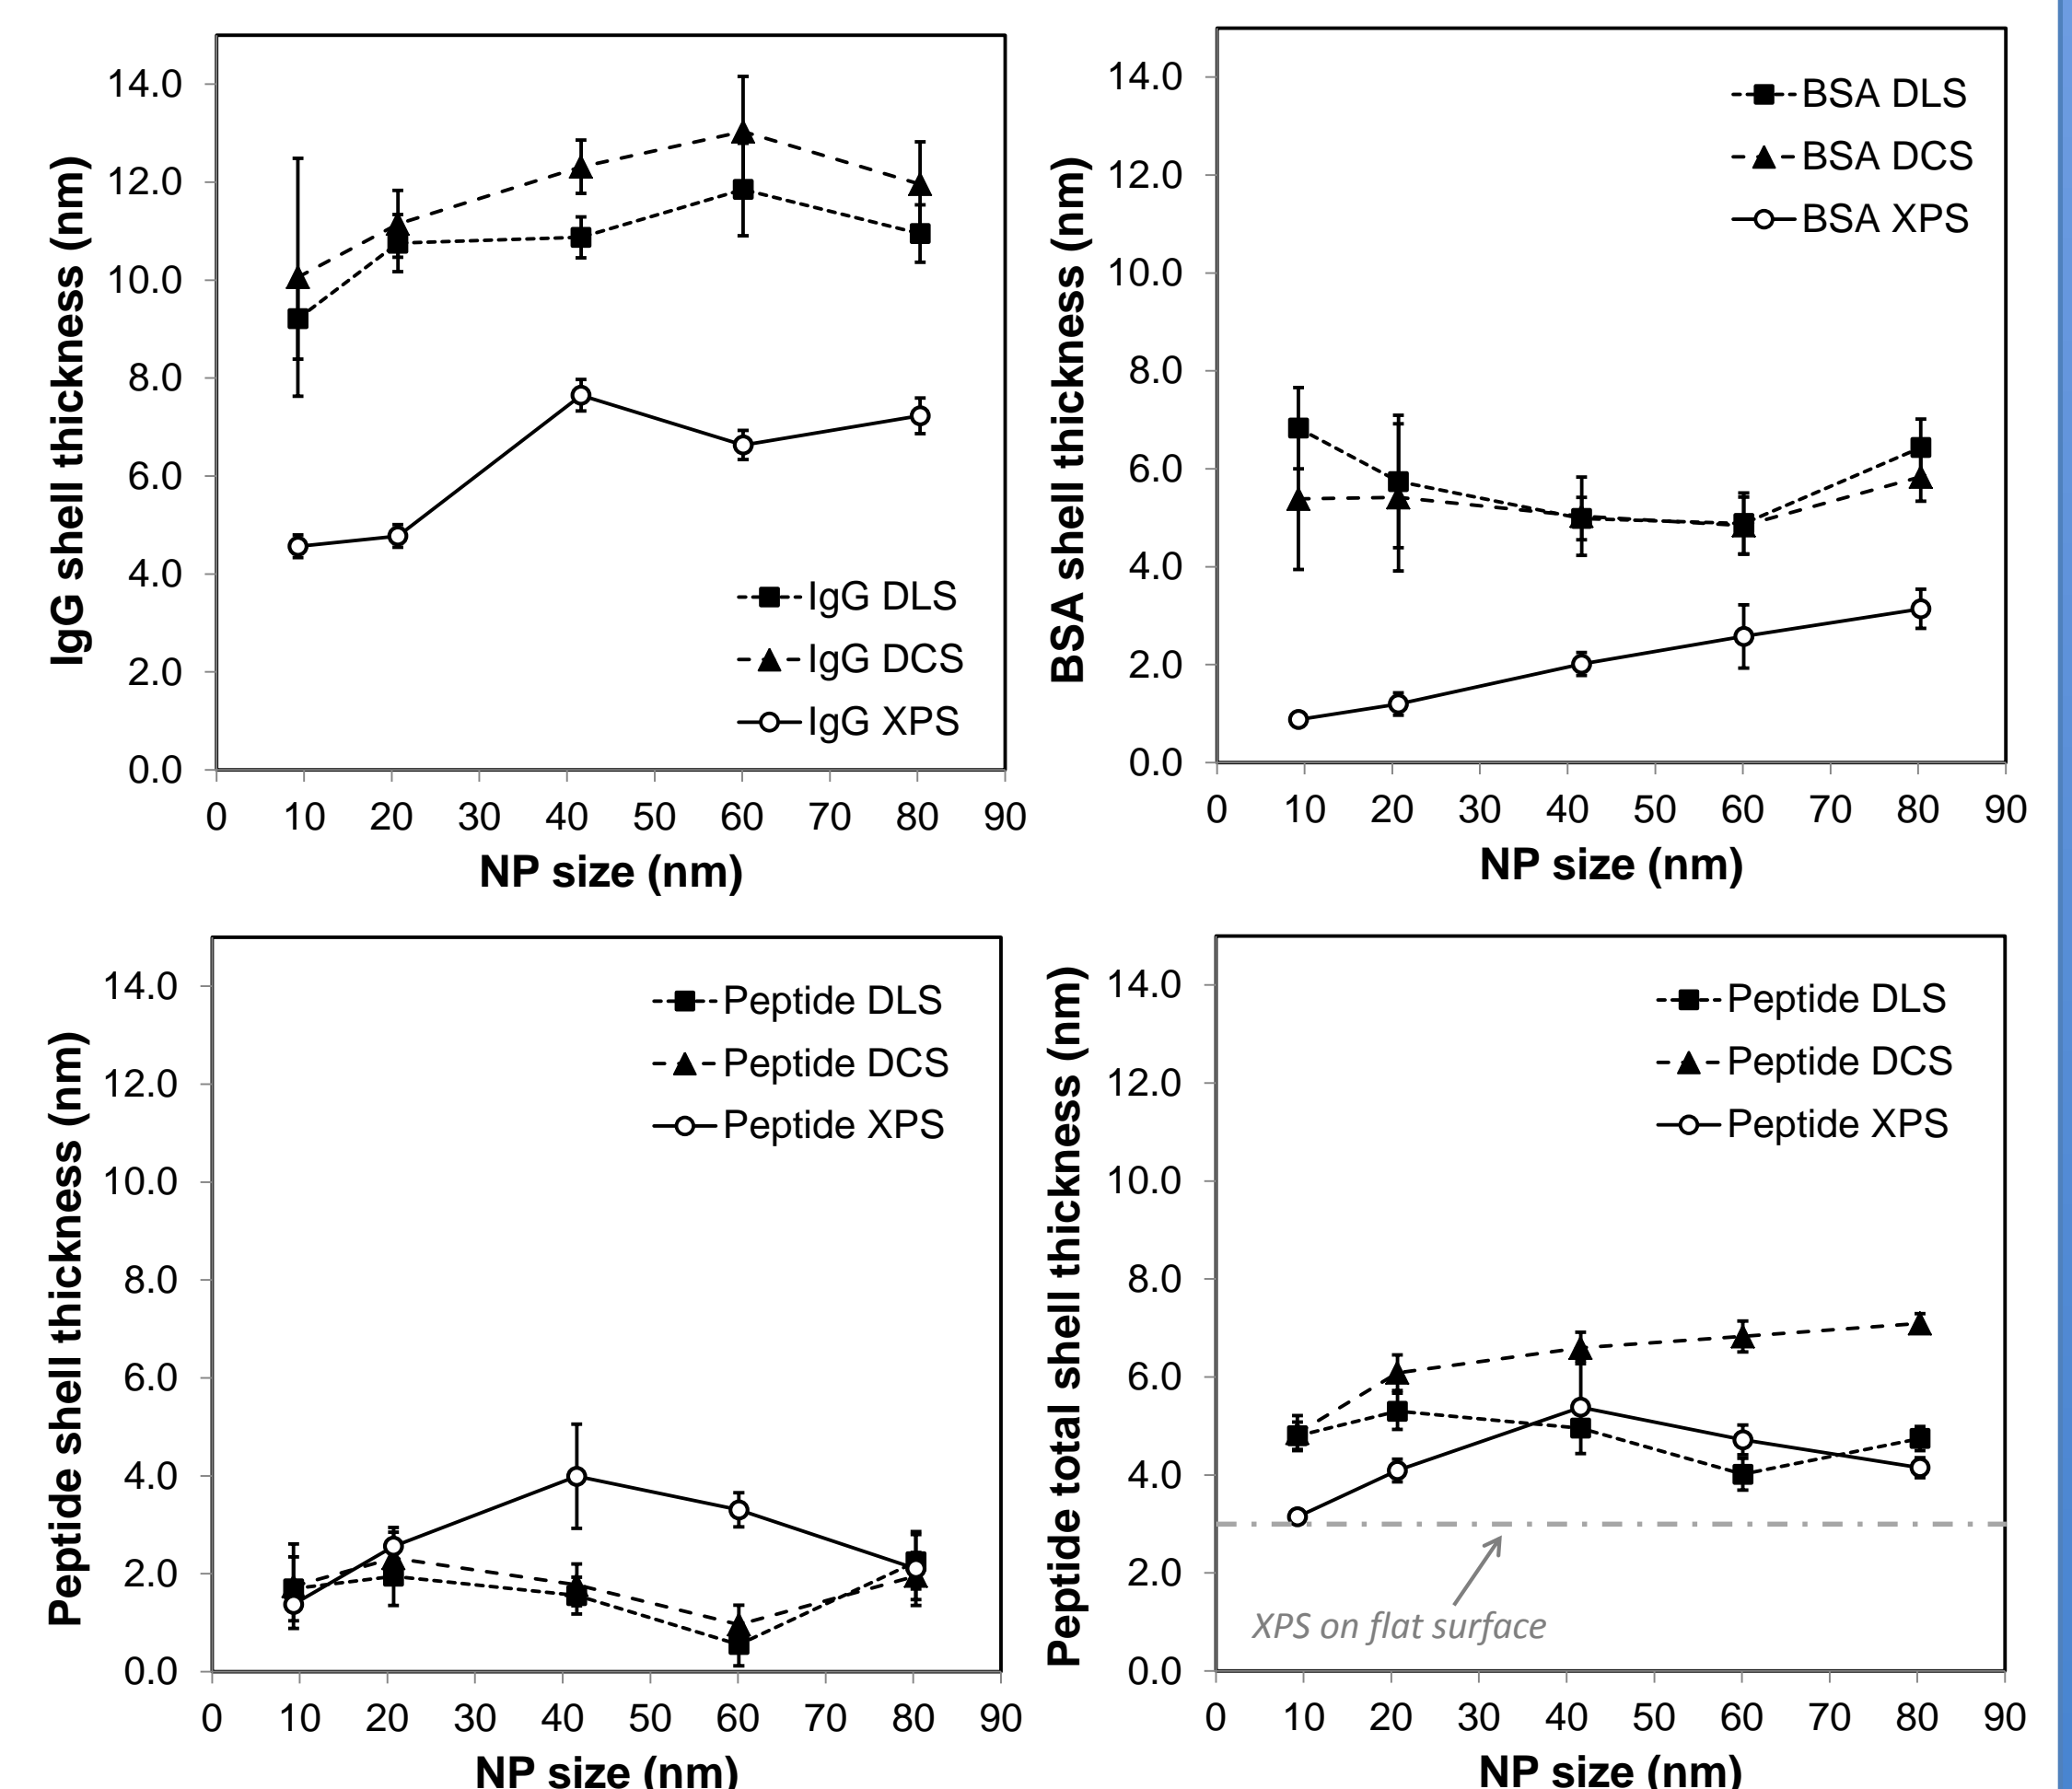 IgG shell thickness (nm)
14.0
12.0
10.0
8.0
6.0
4.0
2.0
0.0
IgG DLS
IgG DCS
IgG XPS
0 10 20 30 40 50 60 70 80 90
NP size (nm)
BSA shell thickness (nm)
14.0
12.0
10.0
8.0
6.0
4.0
2.0
0.0
BSA DLS
BSA DCS
BSA XPS
0 10 20 30 40 50 60 70 80 90
NP size (nm)
Peptide shell thickness (nm)
14.0
12.0
10.0
8.0
6.0
4.0
2.0
0.0
Peptide DLS
Peptide DCS
Peptide XPS
0 10 20 30 40 50 60 70 80 90
NP size (nm)
Peptide total shell thickness (nm)
14.0
12.0
10.0
8.0
6.0
4.0
2.0
0.0
Peptide DLS
Peptide DCS
Peptide XPS
XPS on flat surface
0 10 20 30 40 50 60 70 80 90
NP size (nm)